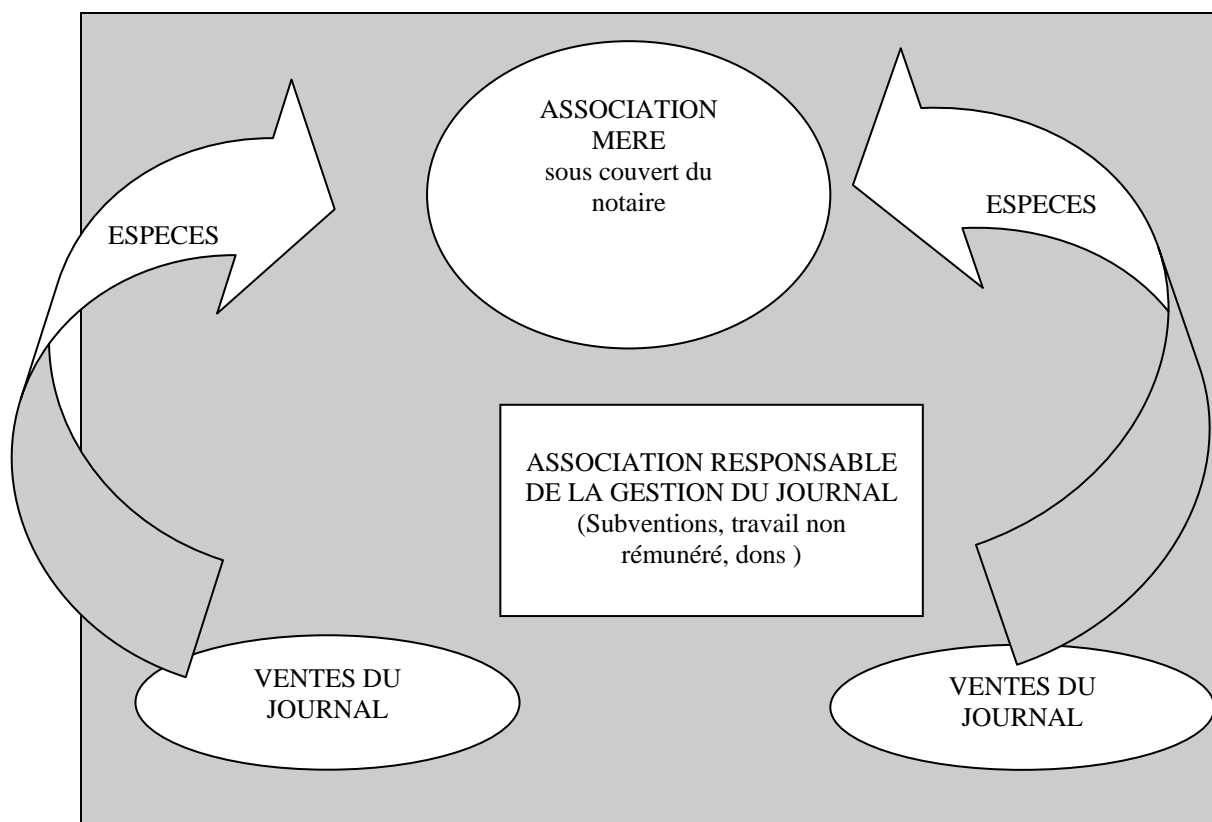 ASSOCIATION
MERE
sous couvert du
notaire
ESPECES
ESPECES
ASSOCIATION RESPONSABLE
DE LA GESTION DU JOURNAL
(Subventions, travail non
rémunéré, dons )
VENTES DU
JOURNAL
VENTES DU
JOURNAL